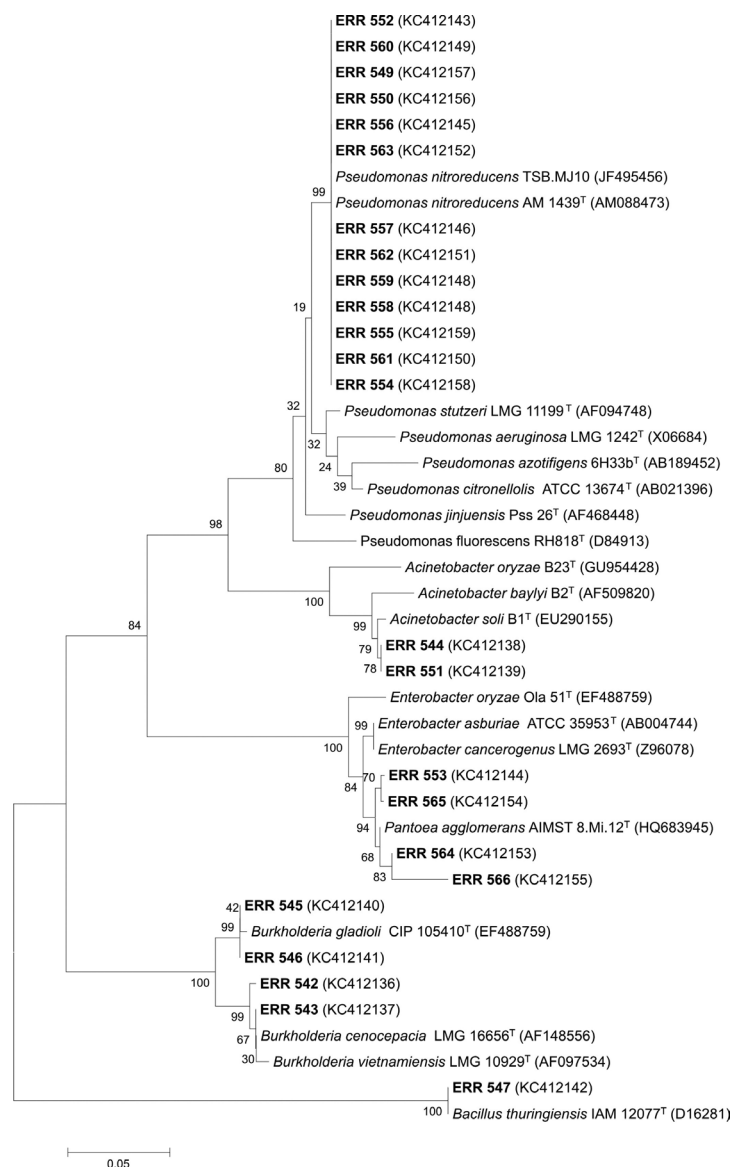 ERR 552 (KC412143)
ERR 560 (KC412149)
ERR 549 (KC412157)
ERR 550 (KC412156)
ERR 556 (KC412145)
ERR 563 (KC412152)
Pseudomonas nitroreducens TSB.MJ10 (JF495456)
99
Pseudomonas nitroreducens AM 1439ᵀ (AM088473)
ERR 557 (KC412146)
ERR 562 (KC412151)
ERR 559 (KC412148)
19
ERR 558 (KC412148)
ERR 555 (KC412159)
ERR 561 (KC412150)
ERR 554 (KC412158)
32
Pseudomonas stutzeri LMG 11199ᵀ (AF094748)
32
Pseudomonas aeruginosa LMG 1242ᵀ (X06684)
24
Pseudomonas azotifigens 6H33bᵀ (AB189452)
80
39
Pseudomonas citronellolis ATCC 13674ᵀ (AB021396)
Pseudomonas jinjuensis Pss 26ᵀ (AF468448)
98
Pseudomonas fluorescens RH818ᵀ (D84913)
Acinetobacter oryzae B23ᵀ (GU954428)
100
Acinetobacter baylyi B2ᵀ (AF509820)
99
Acinetobacter soli B1ᵀ (EU290155)
84
79
ERR 544 (KC412138)
78
ERR 551 (KC412139)
Enterobacter oryzae Ola 51ᵀ (EF488759)
99
Enterobacter asburiae ATCC 35953ᵀ (AB004744)
100
Enterobacter cancerogenus LMG 2693ᵀ (Z96078)
70
ERR 553 (KC412144)
84
ERR 565 (KC412154)
94
Pantoea agglomerans AIMST 8.Mi.12ᵀ (HQ683945)
68
ERR 564 (KC412153)
83
ERR 566 (KC412155)
42
ERR 545 (KC412140)
99
Burkholderia gladioli CIP 105410ᵀ (EF488759)
ERR 546 (KC412141)
100
ERR 542 (KC412136)
99
ERR 543 (KC412137)
67
Burkholderia cenocepacia LMG 16656ᵀ (AF148556)
30
Burkholderia vietnamiensis LMG 10929ᵀ (AF097534)
ERR 547 (KC412142)
100
Bacillus thuringiensis IAM 12077ᵀ (D16281)
0.05